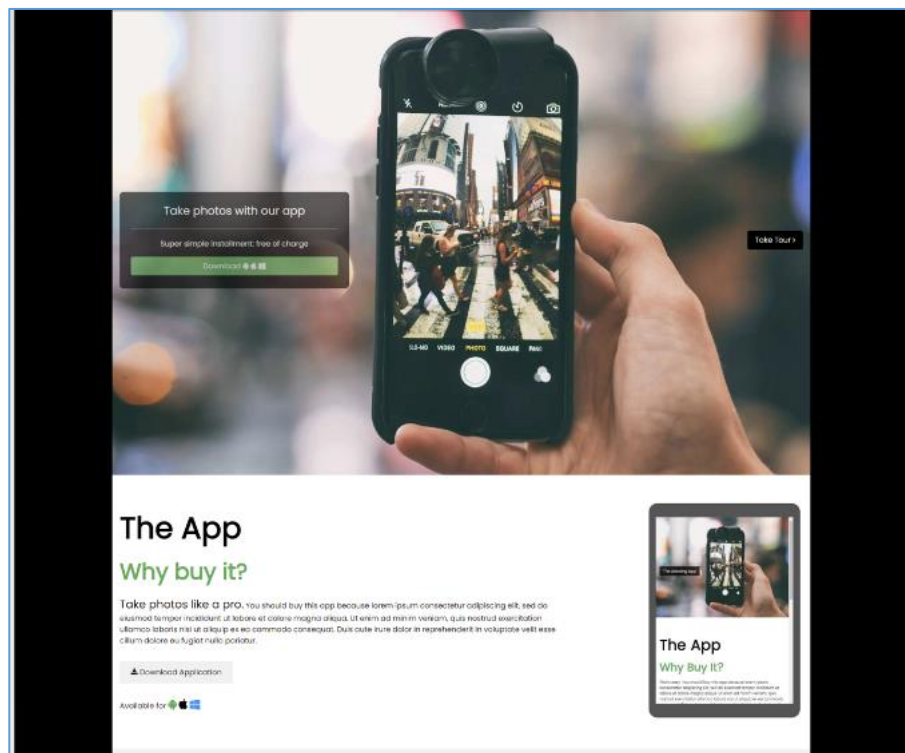 Take photos with our app
Super simple installment: free of charge
Download
Take Tour >
SLO-MO VIDEO PHOTO SQUARE PANO
The App
Why buy it?
Take photos like a pro. You should buy this app because lorem ipsum consectetur adipiscing elit, sed do
eiusmod tempor incididunt ut labore et dolore magna aliqua. Ut enim ad minim veniam, quis nostrud exercitation
ullamco laboris nisi ut aliquip ex ea commodo consequat. Duis aute irure dolor in reprehenderit in voluptate velit esse
cillum dolore eu fugiat nulla pariatur.
Download Application
Available for
The App
Why Buy It?